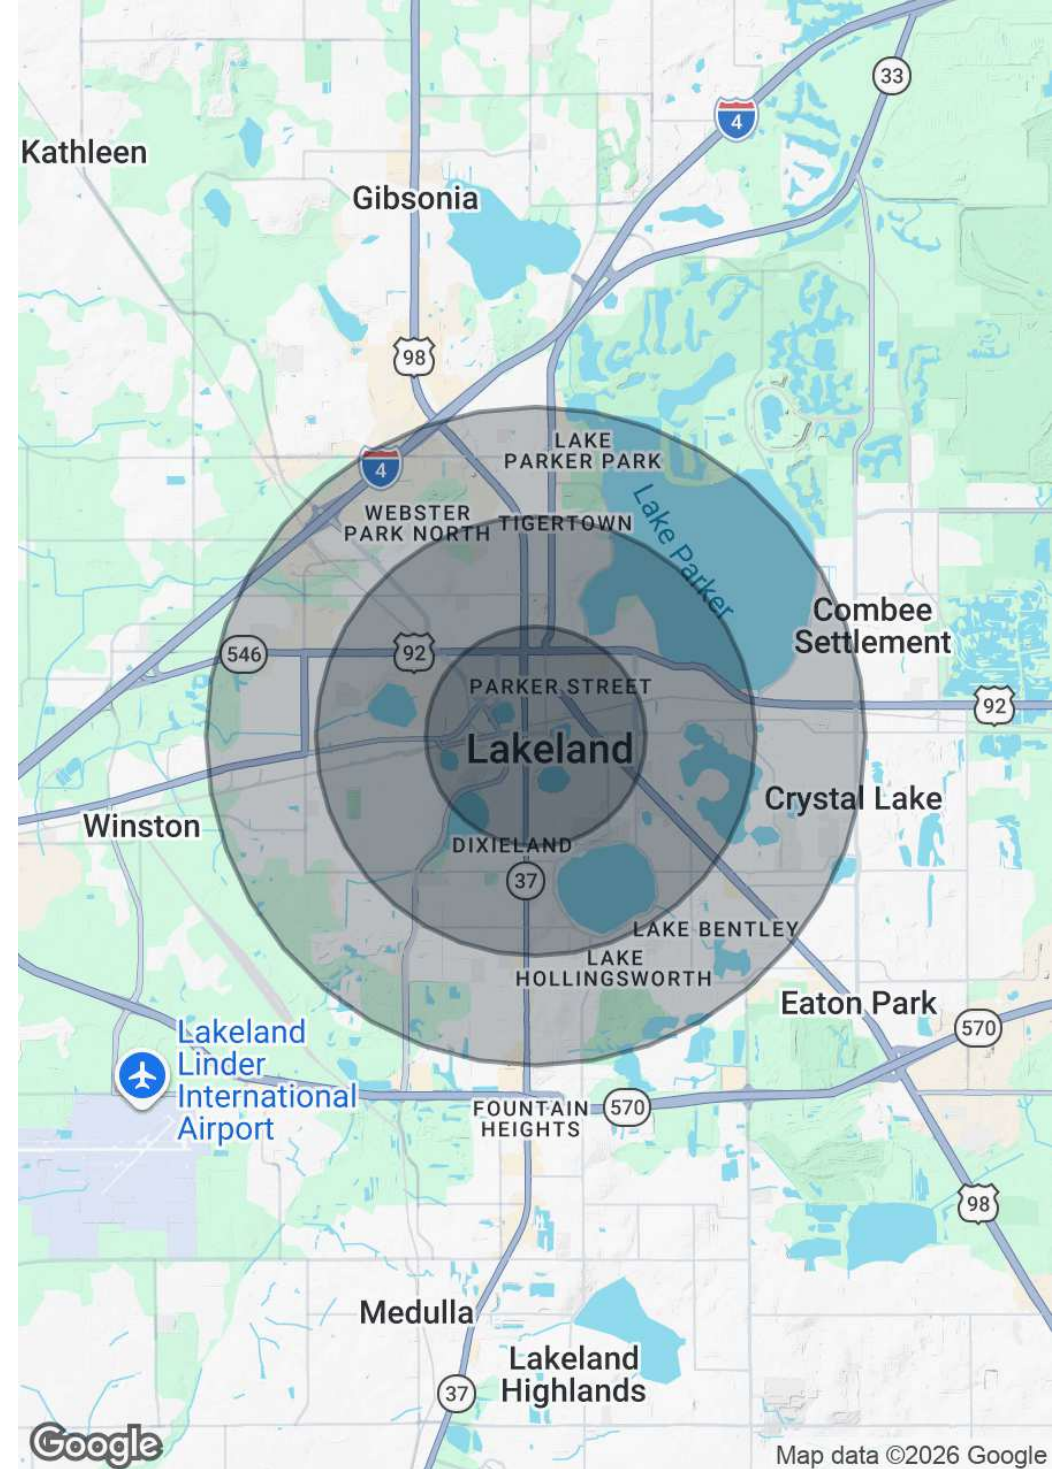 33
4
Kathleen
Gibsonia
98
LAKE
PARKER PARK
4
Lake Parker
WEBSTER
PARK NORTH
TIGERTOWN
Combee
Settlement
546
92
PARKER STREET
92
Lakeland
Crystal Lake
Winston
DIXIELAND
37
LAKE BENTLEY
LAKE
HOLLINGSWORTH
Eaton Park
570
Lakeland
Linder
International
Airport
FOUNTAIN
HEIGHTS
570
98
Medulla
Lakeland
Highlands
37
Google
Map data ©2026 Google